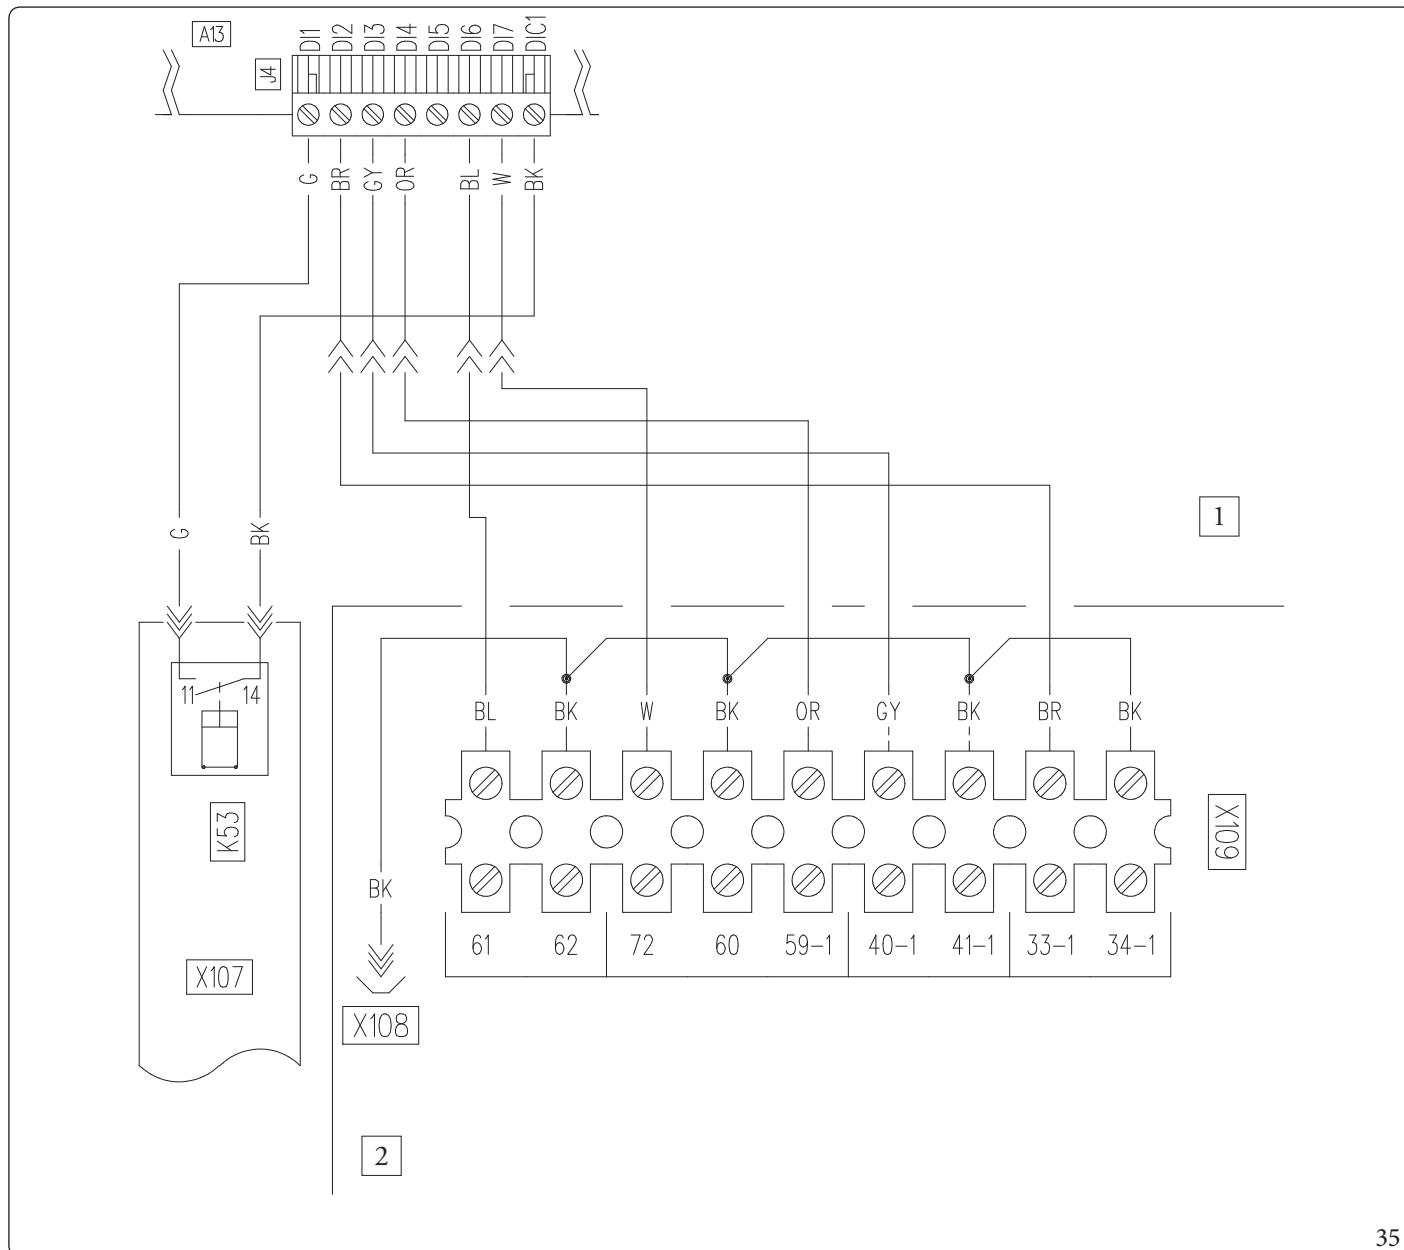 A13
J4
DI1 DI2 DI3 DI4 DI5 DI6 DI7 DIC1
G BR GY OR BL W BK
1
G BK
11 14
BL BK W BK OR GY BK BR BK
K53
X109
BK
61 62 72 60 59-1 40-1 41-1 33-1 34-1
X107
X108
2
35